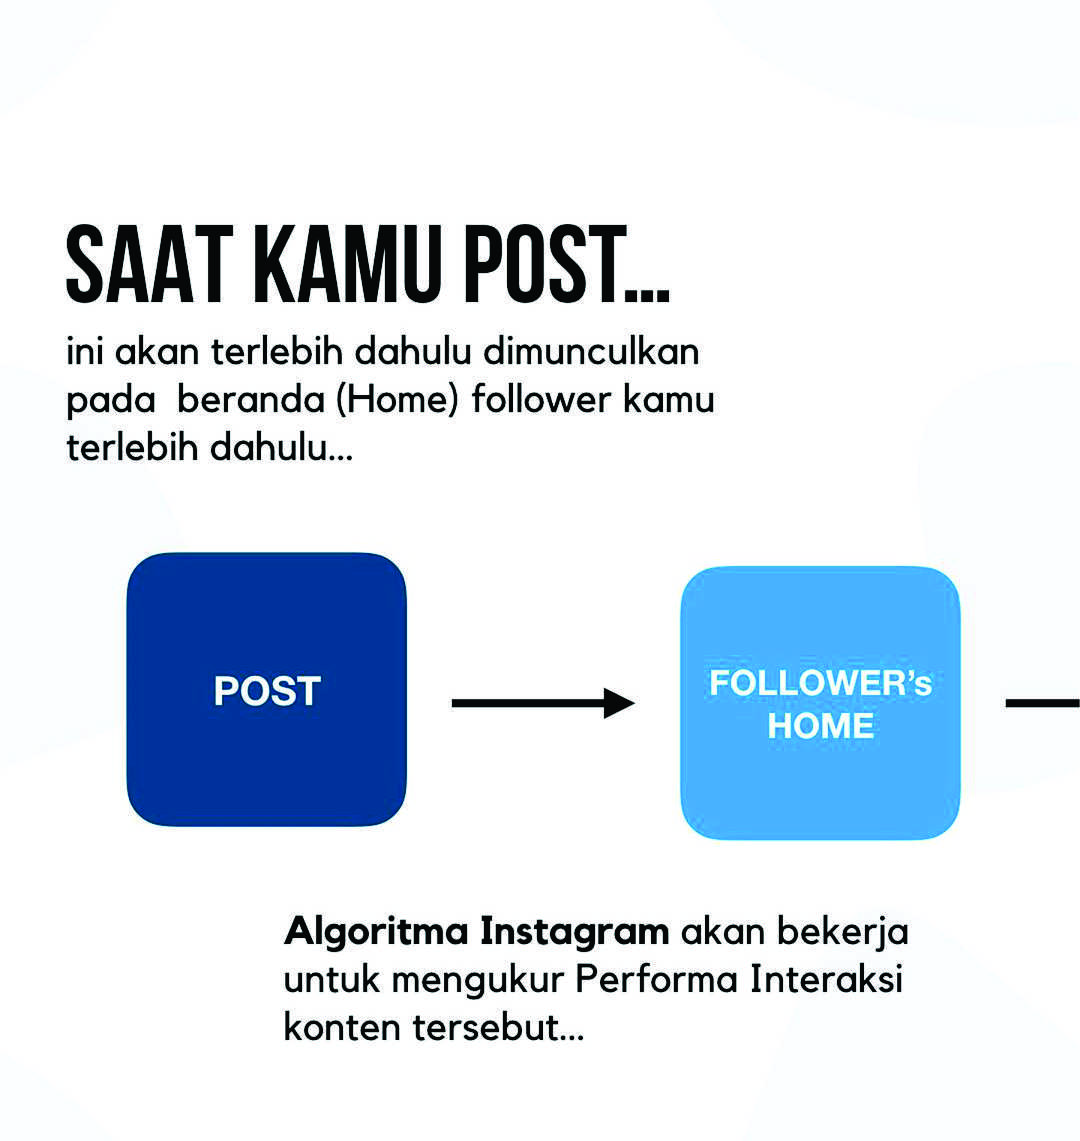 SAAT KAMU POST...
ini akan terlebih dahulu dimunculkan
pada beranda (Home) follower kamu
terlebih dahulu...
POST
FOLLOWER's
HOME
Algoritma Instagram akan bekerja
untuk mengukur Performa Interaksi
konten tersebut...